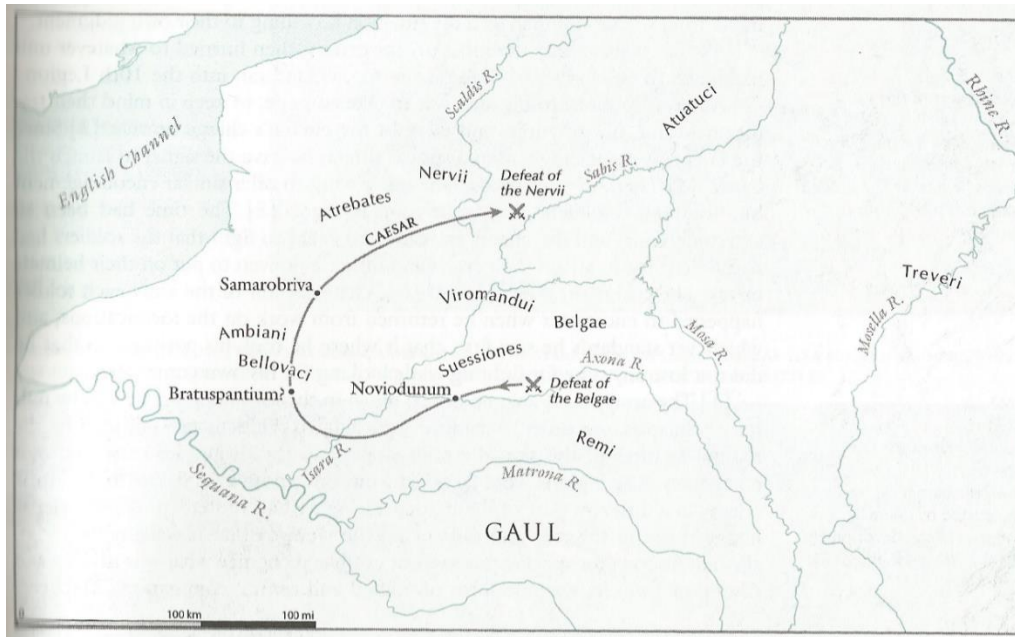 English Channel
Scaldis R.
Atuatuci
Rhine R.
Nervii
Defeat of
the Nervii
Sabis R.
Atrebates
CAESAR
Samarobriva
Viromandui
Treveri
Ambiani
Belgae
Mosa R.
Mosella R.
Bellovaci
Suessiones
Axona R.
Bratuspantium?
Noviodunum
Defeat of
the Belgae
Remi
Isara R.
Sequana R.
Matrona R.
GAUL
0 100 km 100 mi